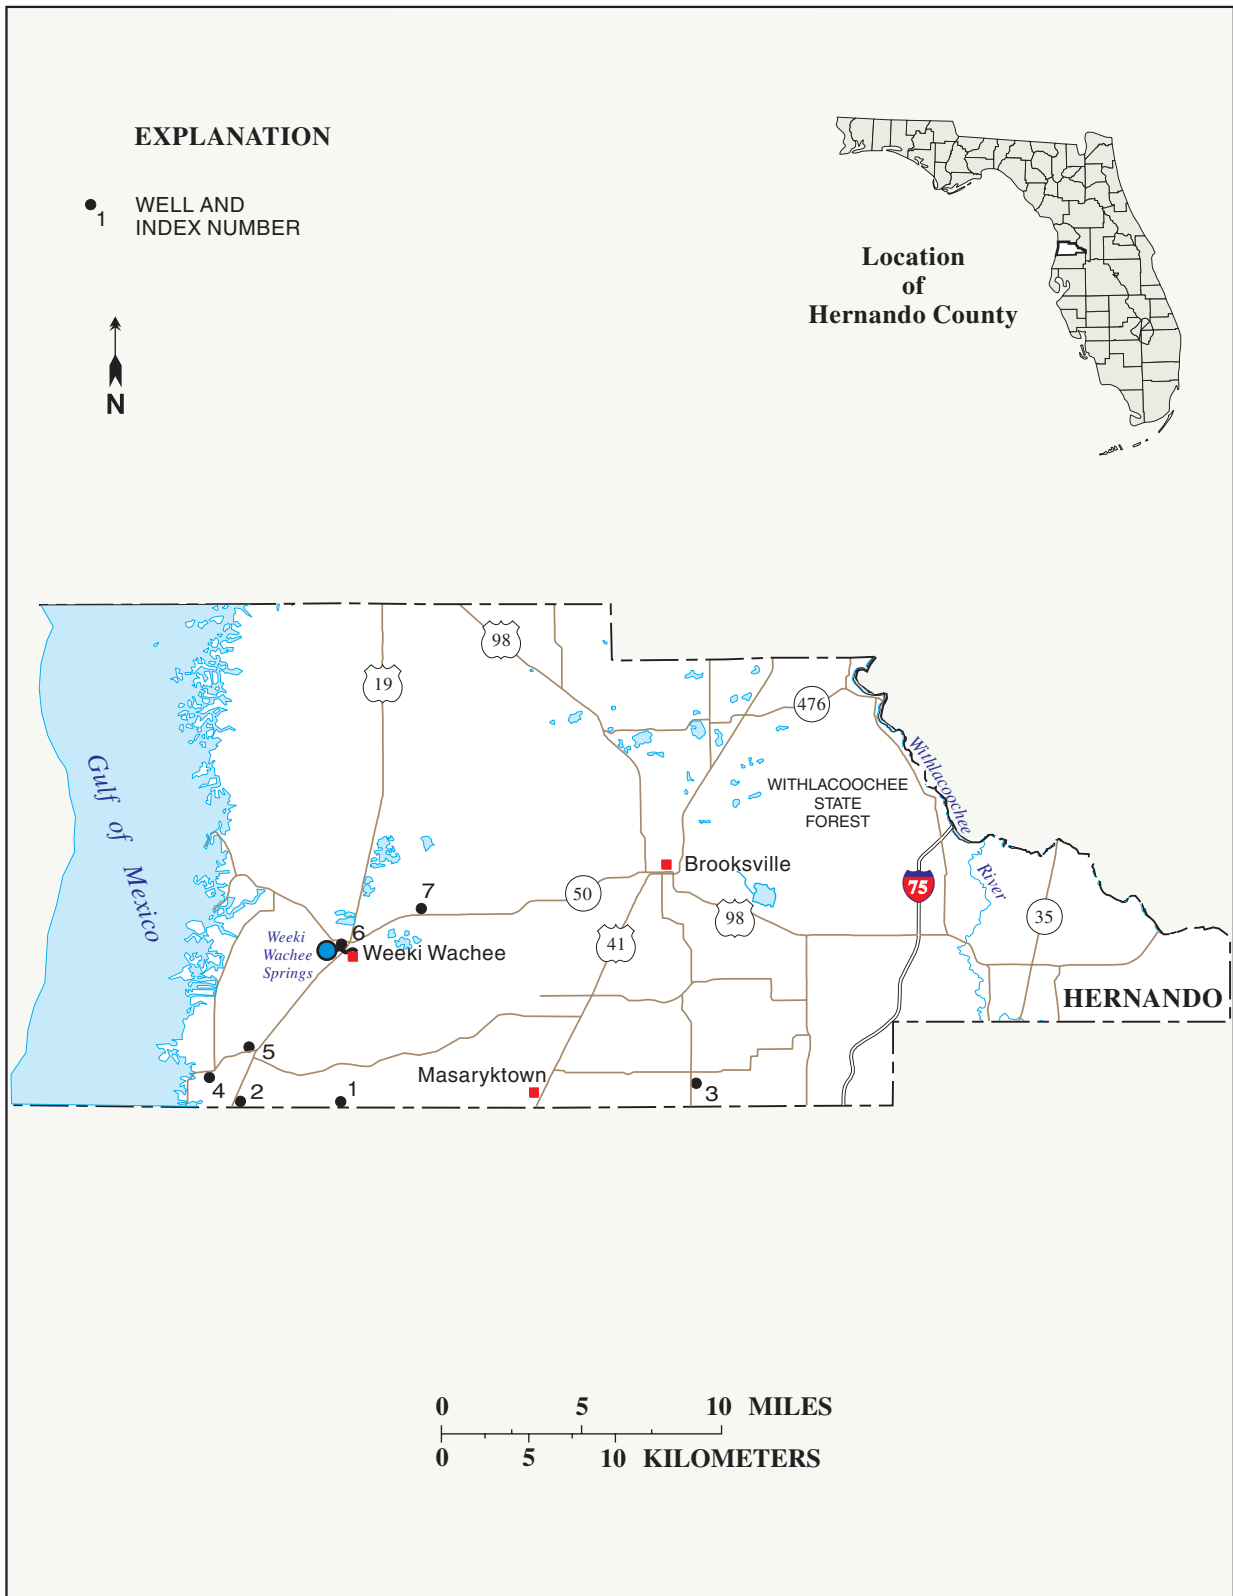 EXPLANATION
1
WELL AND
INDEX NUMBER
N
Location
of
Hernando County
98
19
476
Gulf of Mexico
Withlacoochee
River
WITHLACOOCHEE
STATE
FOREST
Brooksville
75
7
50
98
35
6
41
Weeki
Wachee
Springs
Weeki Wachee
HERNANDO
5
Masaryktown
4
2
1
3
0 5 10 MILES
0 5 10 KILOMETERS